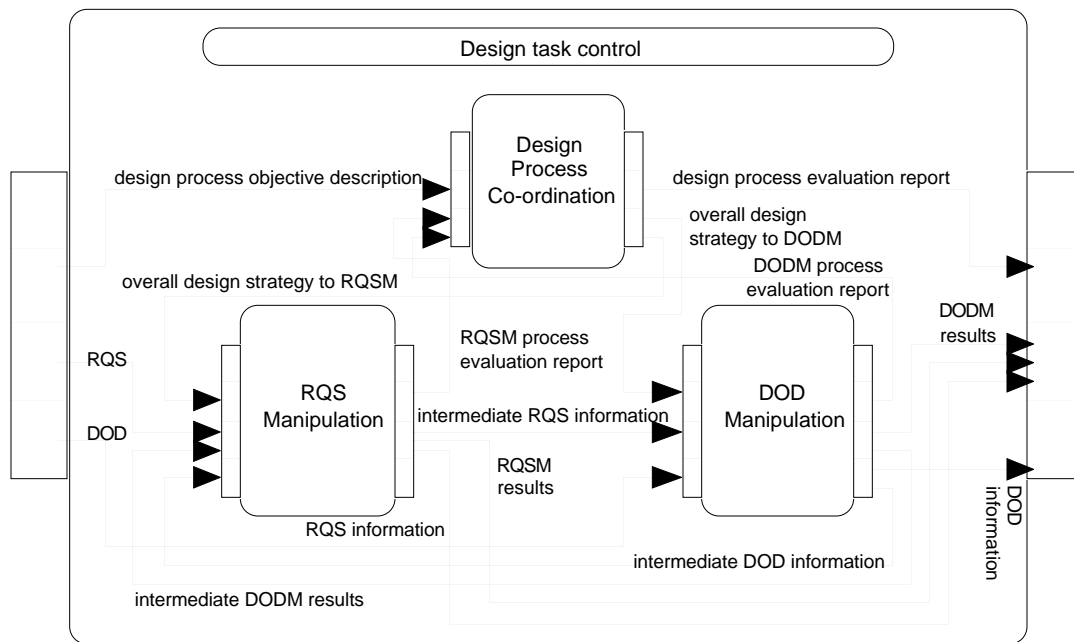 Design task control
Design
Process
Co-ordination
design process objective description
design process evaluation report
overall design
strategy to DODM
overall design strategy to RQSM
DODM process
evaluation report
RQSM process
evaluation report
DODM
results
RQS
RQS
Manipulation
DOD
Manipulation
intermediate RQS information
DOD
RQSM
results
DOD
information
RQS information
intermediate DOD information
intermediate DODM results